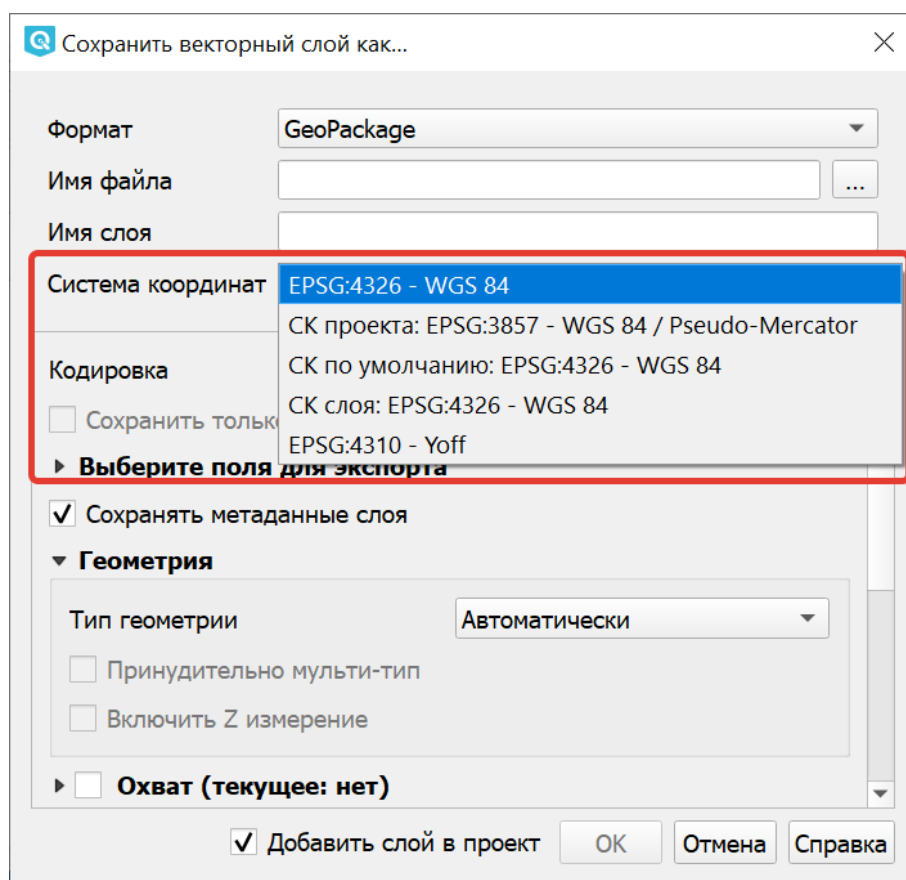 Сохранить векторный слой как...
Формат GeoPackage
Имя файла ...
Имя слоя
Система координат EPSG:4326 - WGS 84
СК проекта: EPSG:3857 - WGS 84 / Pseudo-Mercator
СК по умолчанию: EPSG:4326 - WGS 84
Кодировка
СК слоя: EPSG:4326 - WGS 84
Сохранить только
EPSG:4310 - Yoff
Выберите поля для экспорта
Сохранять метаданные слоя
Геометрия
Тип геометрии Автоматически
Принудительно мульти-тип
Включить Z измерение
Охват (текущее: нет)
Добавить слой в проект OK Отмена Справка